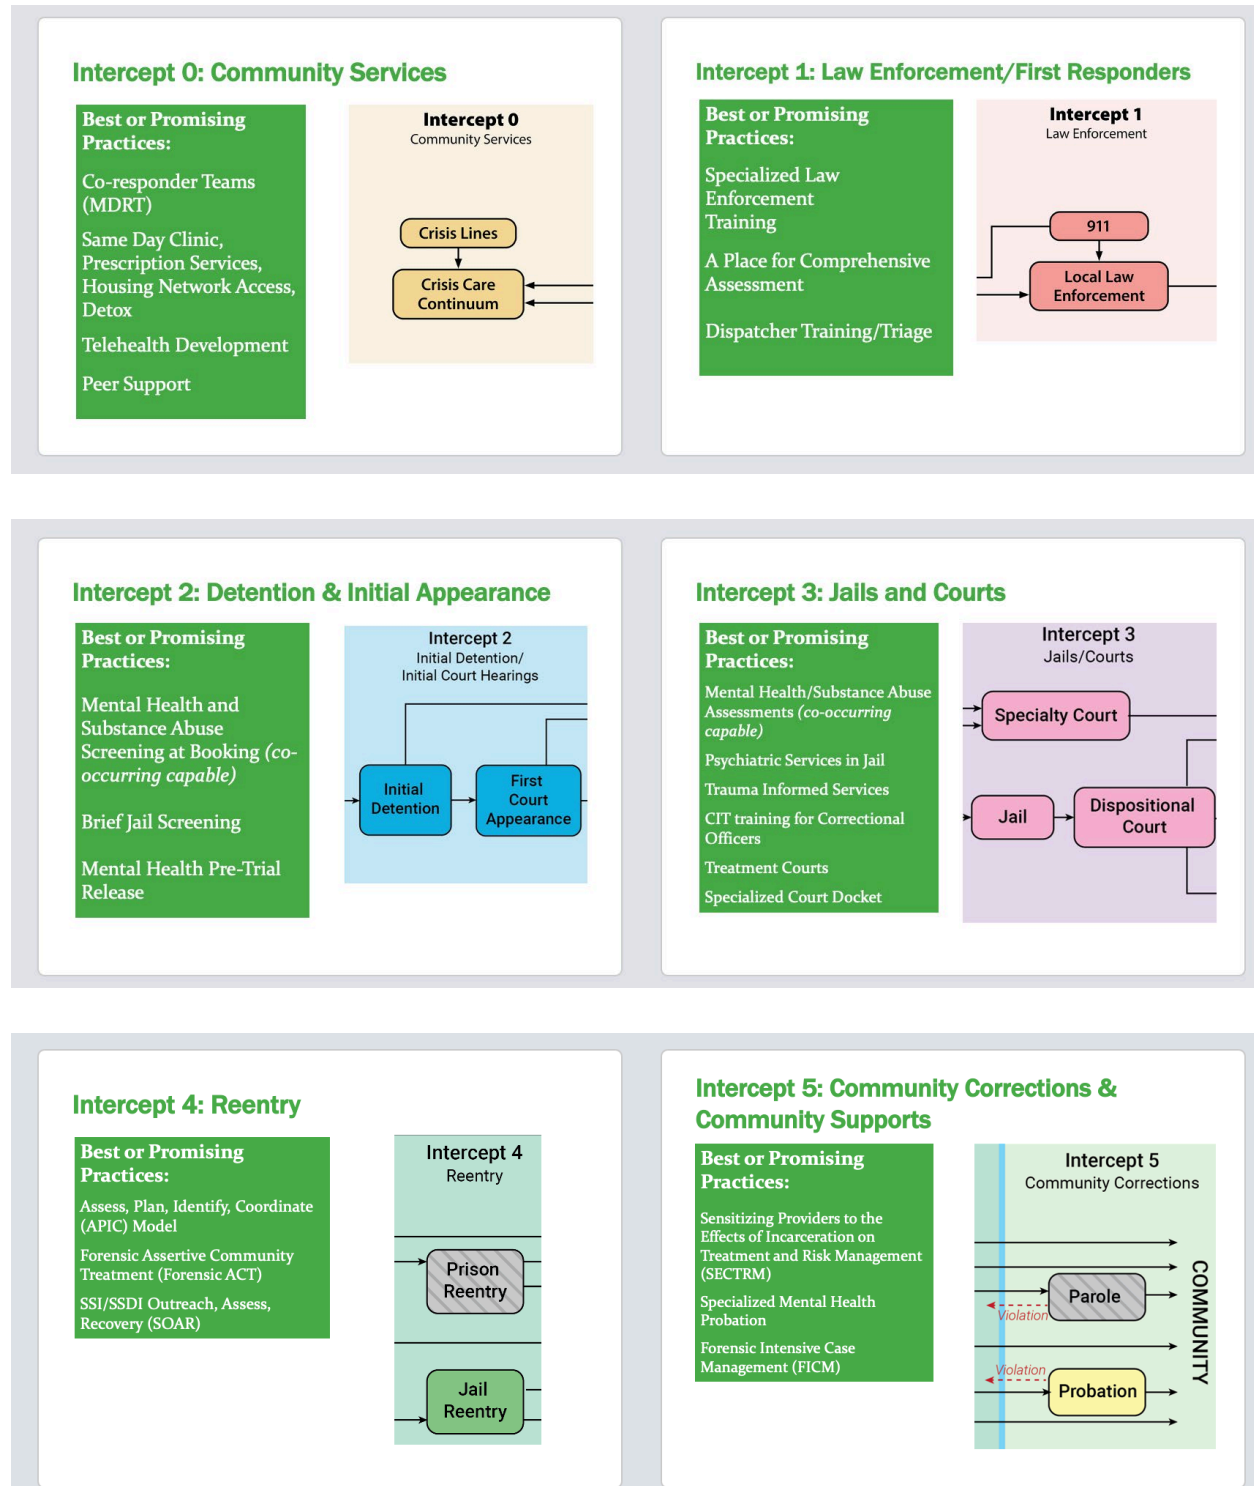 Intercept 0: Community Services
Best or Promising
Practices:
Co-responder Teams
(MDRT)
Same Day Clinic,
Prescription Services,
Housing Network Access,
Detox
Telehealth Development
Peer Support
Intercept 0
Community Services
Crisis Lines
Crisis Care
Continuum
Intercept 1: Law Enforcement/First Responders
Best or Promising
Practices:
Specialized Law
Enforcement
Training
A Place for Comprehensive
Assessment
Dispatcher Training/Triage
Intercept 1
Law Enforcement
911
Local Law
Enforcement
Intercept 2: Detention & Initial Appearance
Best or Promising
Practices:
Mental Health and
Substance Abuse
Screening at Booking (co-
occurring capable)
Brief Jail Screening
Mental Health Pre-Trial
Release
Intercept 2
Initial Detention/
Initial Court Hearings
Initial
Detention
First
Court
Appearance
Intercept 3: Jails and Courts
Best or Promising
Practices:
Mental Health/Substance Abuse
Assessments (co-occurring
capable)
Psychiatric Services in Jail
Trauma Informed Services
CIT training for Correctional
Officers
Treatment Courts
Specialized Court Docket
Intercept 3
Jails/Courts
Specialty Court
Jail
Dispositional
Court
Intercept 4: Reentry
Best or Promising
Practices:
Assess, Plan, Identify, Coordinate
(APIC) Model
Forensic Assertive Community
Treatment (Forensic ACT)
SSI/SSDI Outreach, Assess,
Recovery (SOAR)
Intercept 4
Reentry
Prison
Reentry
Jail
Reentry
Intercept 5: Community Corrections &
Community Supports
Best or Promising
Practices:
Sensitizing Providers to the
Effects of Incarceration on
Treatment and Risk Management
(SECTRM)
Specialized Mental Health
Probation
Forensic Intensive Case
Management (FICM)
Intercept 5
Community Corrections
Parole
Violation
Violation
Probation
COMMUNITY